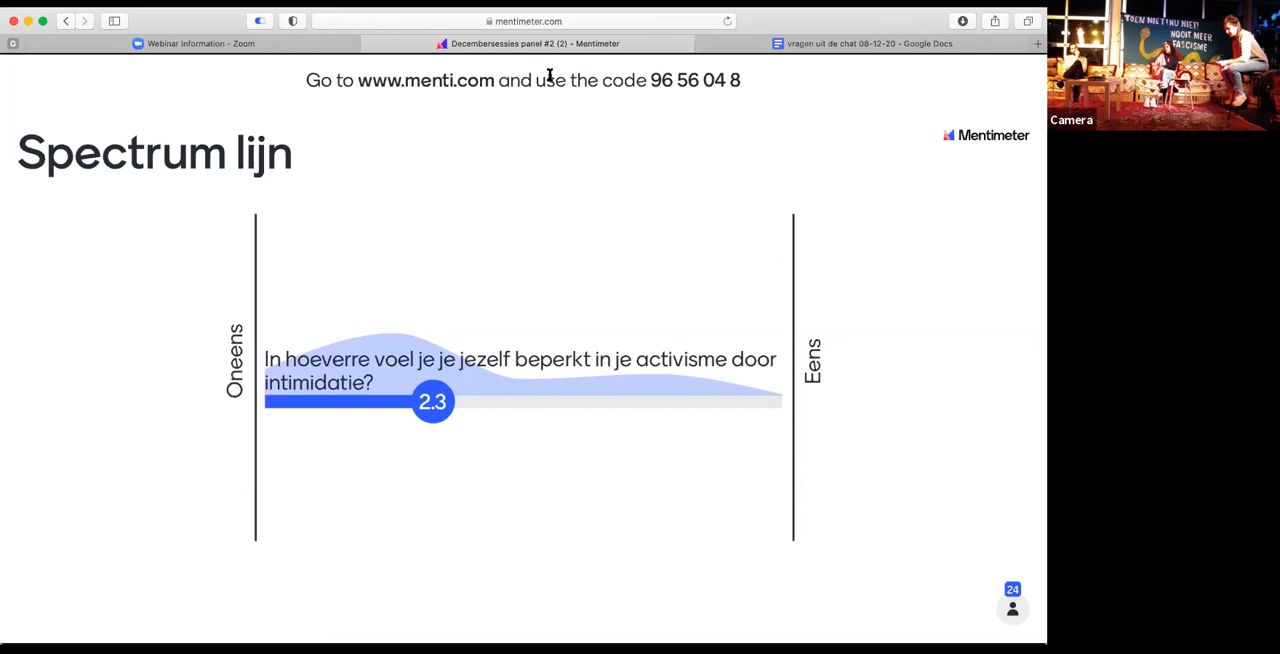 mentimeter.com
G
Webinar Information - Zoom
Decembersessies panel #2 (2) - Mentimeter
vragen uit de chat 08-12-20 - Google Docs
Go to www.menti.com and use the code 96 56 04 8
Spectrum lijn
Mentimeter
Oneens
In hoeverre voel je je jezelf beperkt in je activisme door
intimidatie?
2.3
Eens
24
TOEN NIET! NU NIET!
NOOIT MEER
FASCISME
Camera